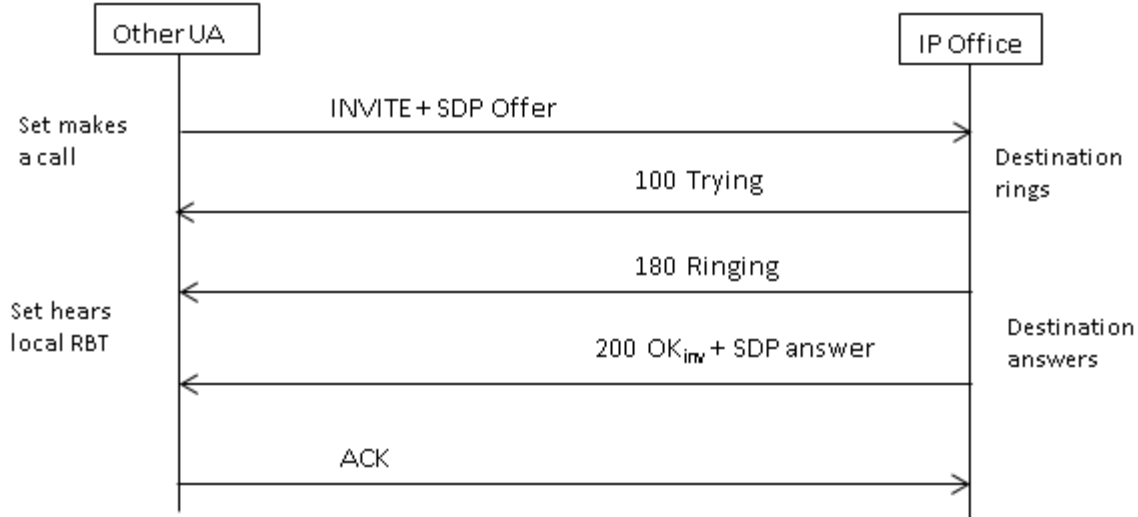 Other UA
IP Office
INVITE + SDP Offer
Set makes
a call
Destination
rings
100 Trying
180 Ringing
Set hears
local RBT
Destination
answers
200 OKinv + SDP answer
ACK